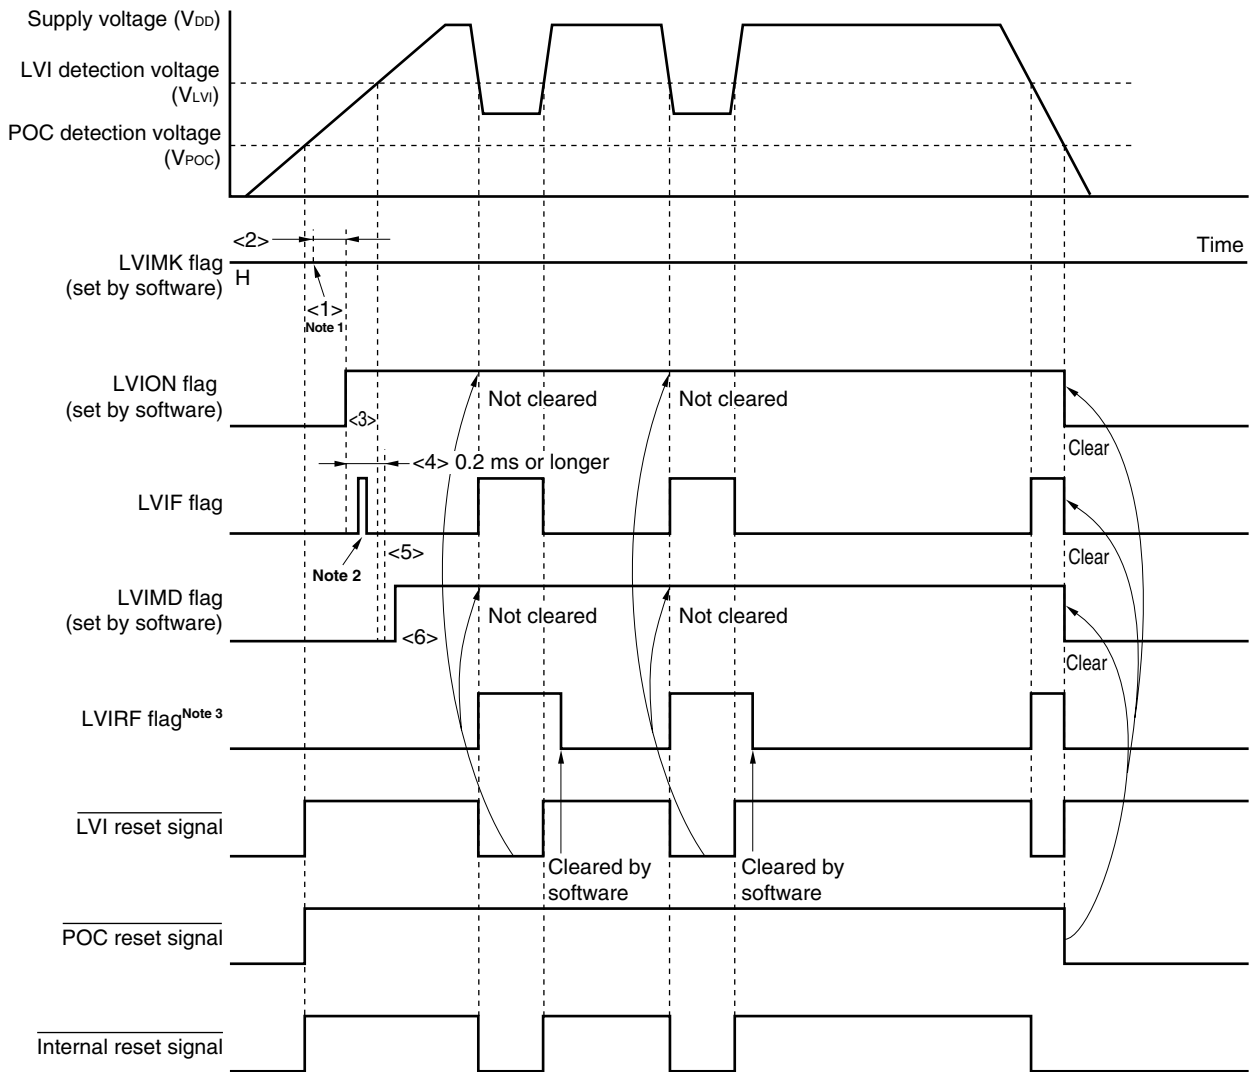 Supply voltage (VDD)
LVI detection voltage
(VLVI)
POC detection voltage
(VPOC)
<2>
Time
LVIMK flag
(set by software)
H
<1>
Note 1
LVION flag
(set by software)
Not cleared
Not cleared
<3>
Clear
<4> 0.2 ms or longer
LVIF flag
<5>
Clear
Note 2
LVIMD flag
(set by software)
Not cleared
Not cleared
<6>
Clear
LVIRF flagNote 3
LVI reset signal
Cleared by
software
Cleared by
software
POC reset signal
Internal reset signal